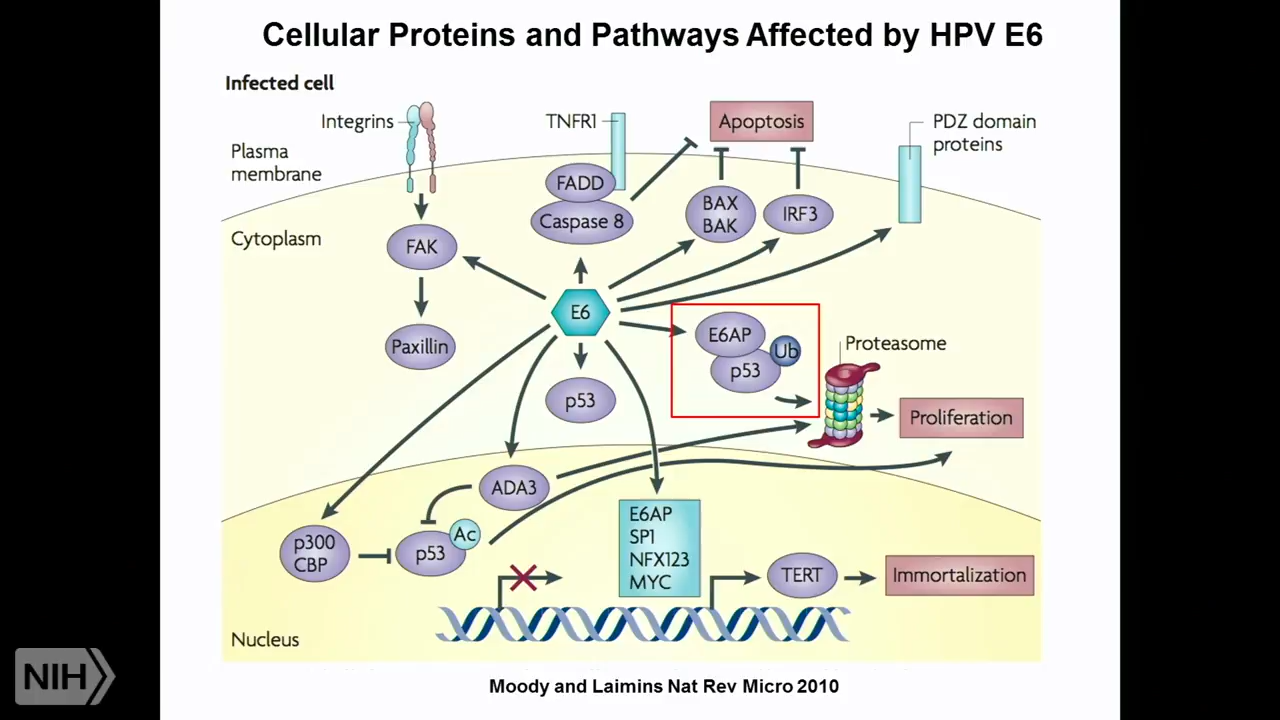 Cellular Proteins and Pathways Affected by HPV E6
Infected cell
Integrins
TNFR1
Apoptosis
PDZ domain
proteins
Plasma
membrane
FADD
Caspase 8
BAX
BAK
IRF3
Cytoplasm
FAK
E6
E6AP
Ub
p53
Proteasome
Paxillin
p53
Proliferation
ADA3
p300
CBP
p53
Ac
E6AP
SP1
NFX123
MYC
TERT
Immortalization
Nucleus
NIH
Moody and Laimins Nat Rev Micro 2010